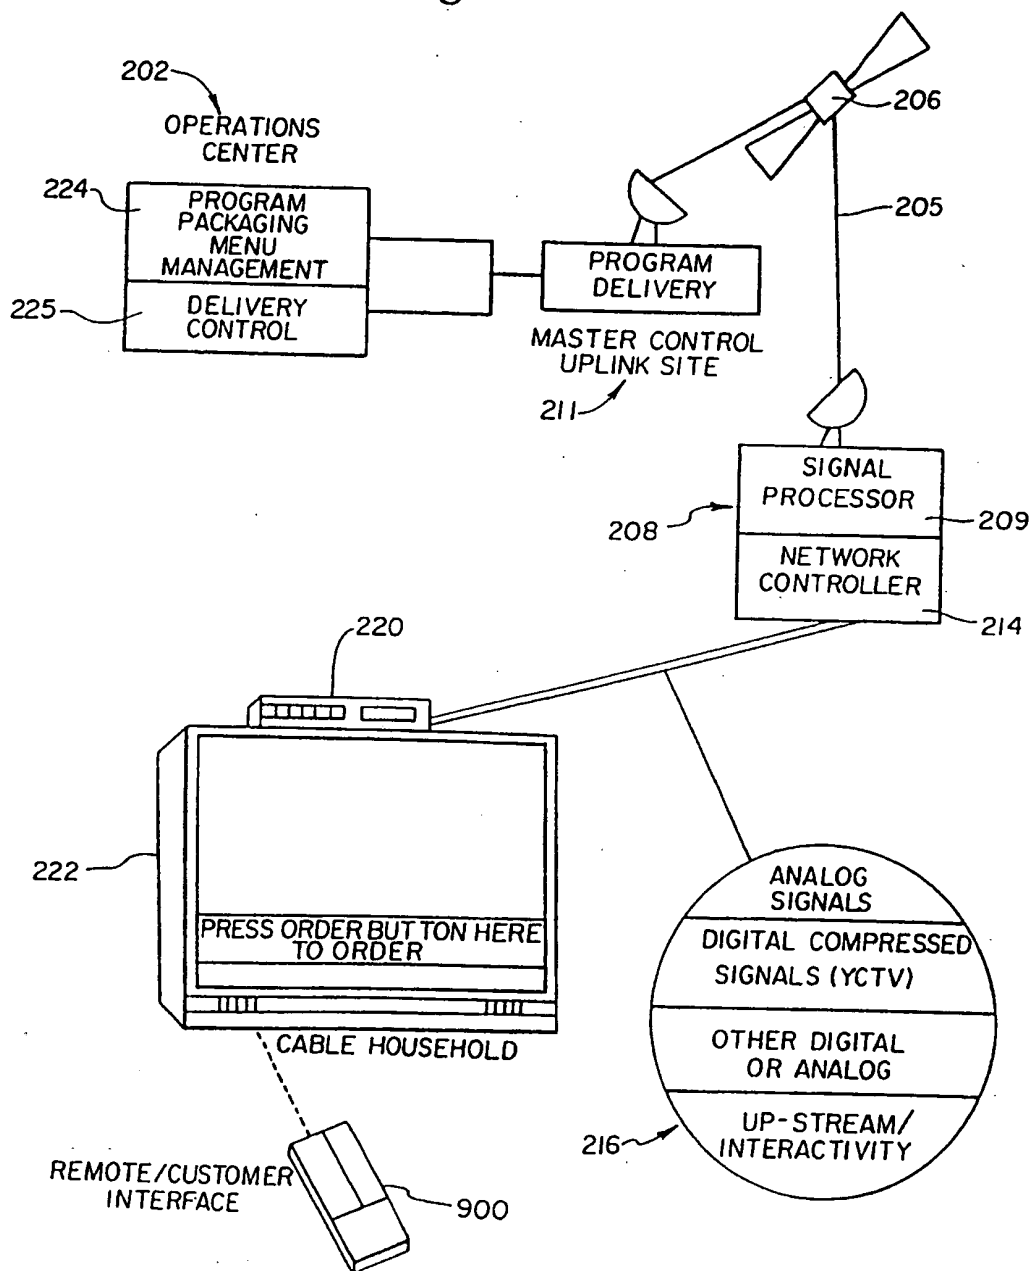 202
OPERATIONS
CENTER
224
PROGRAM
PACKAGING
MENU
MANAGEMENT
225
DELIVERY
CONTROL
PROGRAM
DELIVERY
MASTER CONTROL
UPLINK SITE
211
206
205
SIGNAL
PROCESSOR
208
209
NETWORK
CONTROLLER
214
220
222
PRESS ORDER BUTTON HERE
TO ORDER
CABLE HOUSEHOLD
REMOTE/CUSTOMER
INTERFACE
900
ANALOG
SIGNALS
DIGITAL COMPRESSED
SIGNALS (YCTV)
OTHER DIGITAL
OR ANALOG
UP-STREAM/
INTERACTIVITY
216